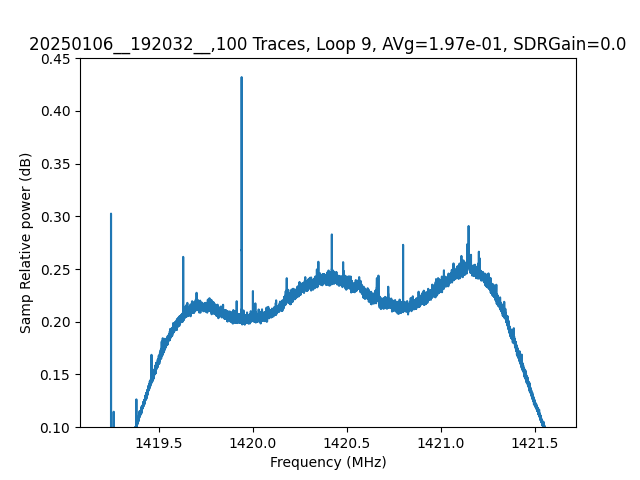 20250106__192032__,100 Traces, Loop 9, AVg=1.97e-01, SDRGain=0.0
0.45
0.40
0.35
0.30
0.25
0.20
0.15
0.10
Samp Relative power (dB)
1419.5 1420.0 1420.5 1421.0 1421.5
Frequency (MHz)